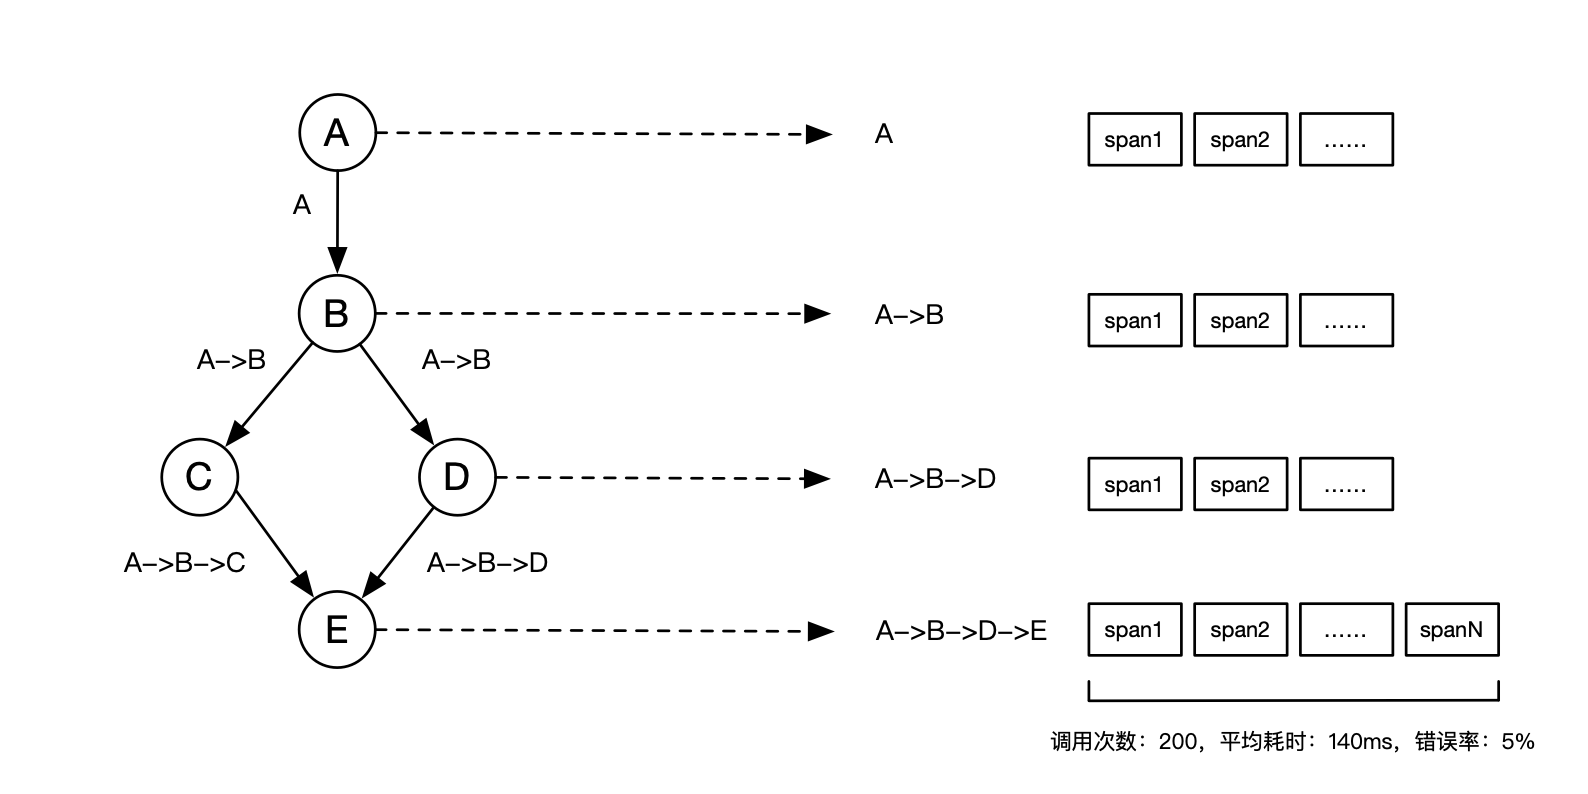 A
A
span1
span2
......
A
B
A->B
span1
span2
......
A->B
A->B
C
D
A->B->D
span1
span2
......
A->B->C
A->B->D
E
A->B->D->E
span1
span2
......
spanN
调用次数：200，平均耗时：140ms，错误率：5%